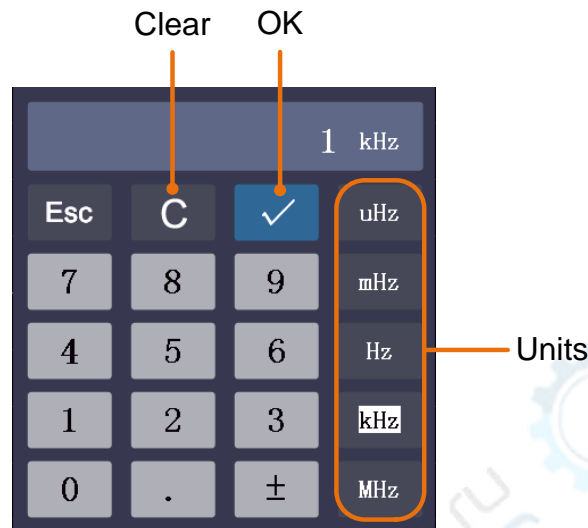 Clear OK
1 kHz
Esc C ✓ uHz
7 8 9 mHz
4 5 6 Hz
Units
1 2 3 kHz
0 . ± MHz
ru